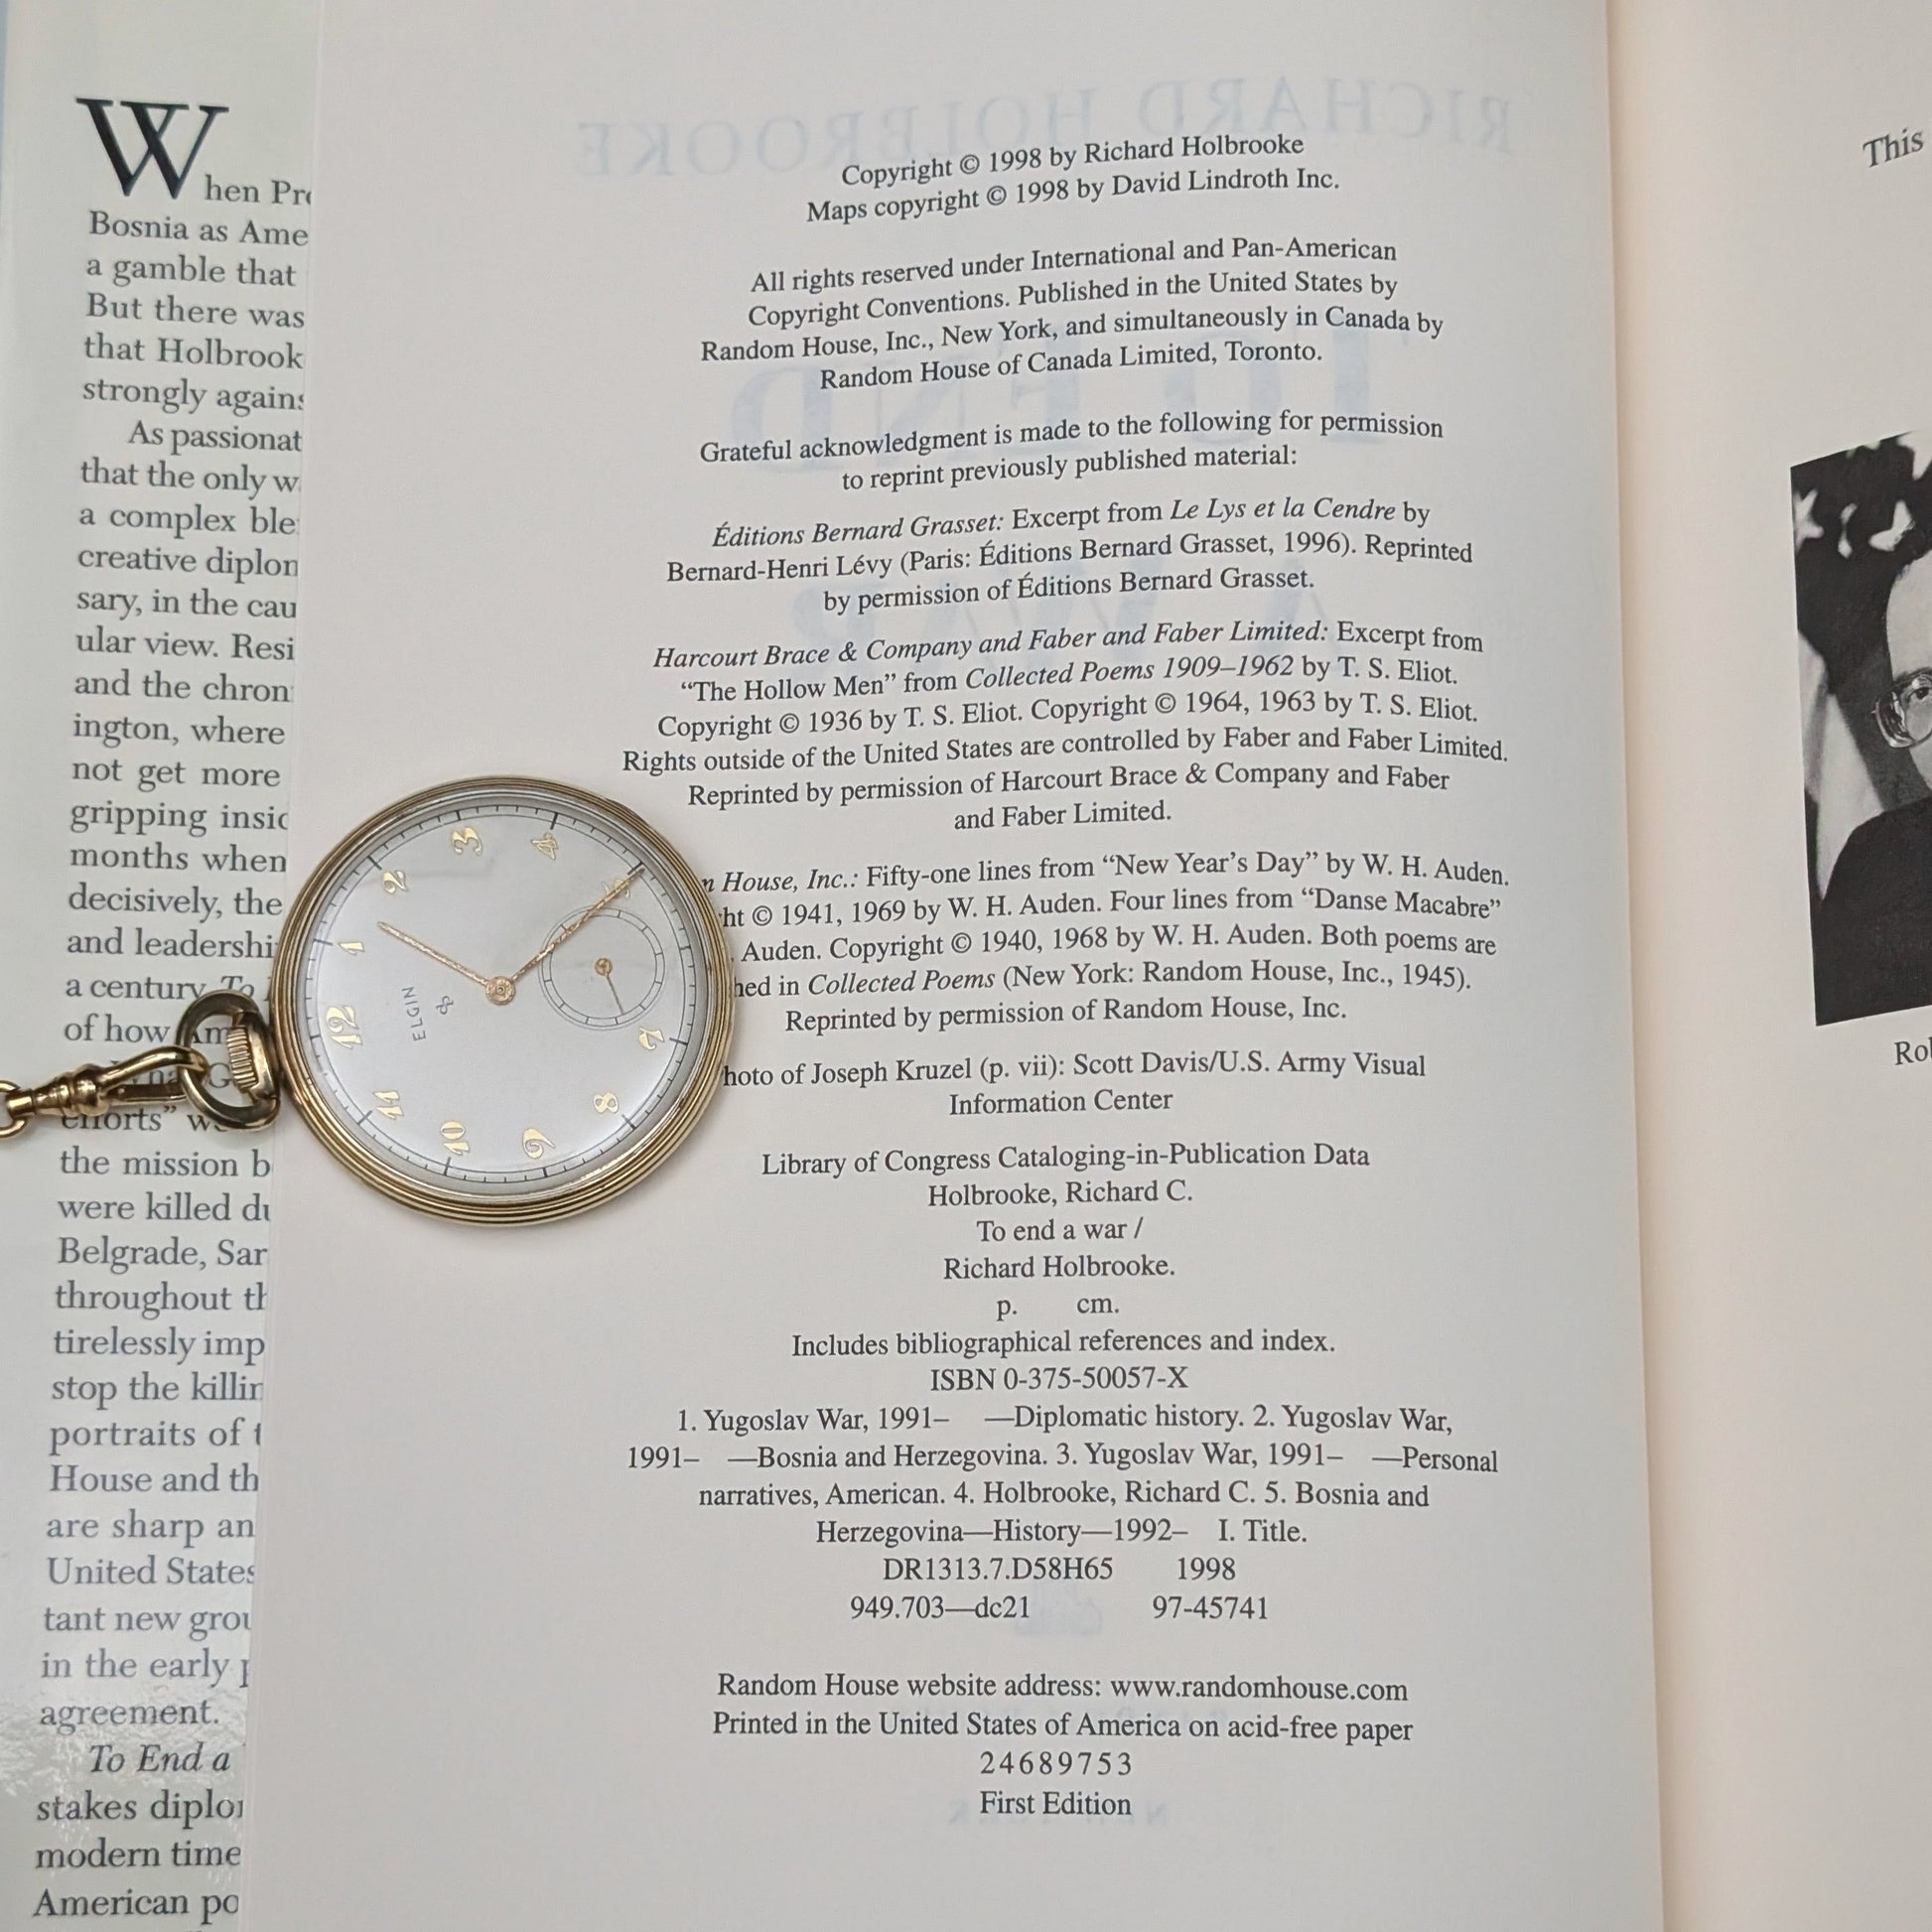 When Pr
Bosnia as Ame
a gamble that
But there was
that Holbrook
strongly agains
As passionat
that the only w
a complex ble
creative diplon
sary, in the cau
ular view. Resi
and the chron
ington, where
not get more
gripping insid
months when
decisively, the
and leadershi
a century. To
of how Am
efforts” w
the mission b
were killed du
Belgrade, Sar
throughout th
tirelessly imp
stop the killin
portraits of t
House and th
are sharp an
United States
tant new grou
in the early p
agreement.
To End a
stakes diplo
modern time
American po
RICHARD HOLBROOKE
TO END
A WAR
Copyright © 1998 by Richard Holbrooke
Maps copyright © 1998 by David Lindroth Inc.
All rights reserved under International and Pan-American
Copyright Conventions. Published in the United States by
Random House, Inc., New York, and simultaneously in Canada by
Random House of Canada Limited, Toronto.
Grateful acknowledgment is made to the following for permission
to reprint previously published material:
Éditions Bernard Grasset: Excerpt from Le Lys et la Cendre by
Bernard-Henri Lévy (Paris: Éditions Bernard Grasset, 1996). Reprinted
by permission of Éditions Bernard Grasset.
Harcourt Brace & Company and Faber and Faber Limited: Excerpt from
“The Hollow Men” from Collected Poems 1909–1962 by T. S. Eliot.
Copyright © 1936 by T. S. Eliot. Copyright © 1964, 1963 by T. S. Eliot.
Rights outside of the United States are controlled by Faber and Faber Limited.
Reprinted by permission of Harcourt Brace & Company and Faber
and Faber Limited.
n House, Inc.: Fifty-one lines from “New Year’s Day” by W. H. Auden.
ht © 1941, 1969 by W. H. Auden. Four lines from “Danse Macabre”
. Auden. Copyright © 1940, 1968 by W. H. Auden. Both poems are
hed in Collected Poems (New York: Random House, Inc., 1945).
Reprinted by permission of Random House, Inc.
hoto of Joseph Kruzel (p. vii): Scott Davis/U.S. Army Visual
Information Center
Library of Congress Cataloging-in-Publication Data
Holbrooke, Richard C.
To end a war /
Richard Holbrooke.
p. cm.
Includes bibliographical references and index.
ISBN 0-375-50057-X
1. Yugoslav War, 1991– —Diplomatic history. 2. Yugoslav War,
1991– —Bosnia and Herzegovina. 3. Yugoslav War, 1991– —Personal
narratives, American. 4. Holbrooke, Richard C. 5. Bosnia and
Herzegovina—History—1992– I. Title.
DR1313.7.D58H65 1998
949.703—dc21 97-45741
Random House website address: www.randomhouse.com
Printed in the United States of America on acid-free paper
24689753
First Edition
ELGIN
12
1
2
3
4
5
7
8
9
10
11
This
Rol